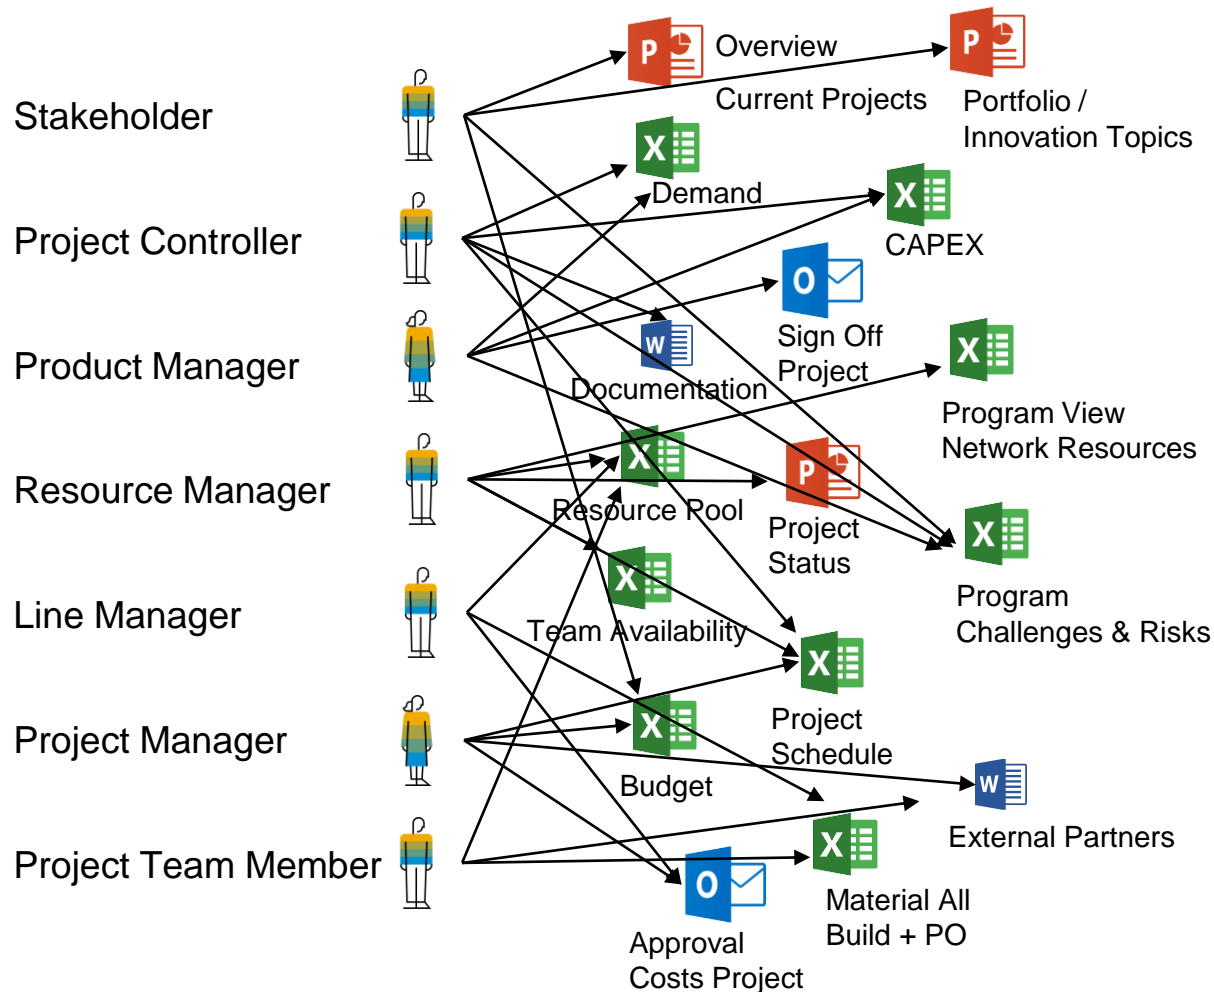 Overview
Current Projects
Portfolio /
Innovation Topics
Stakeholder
Demand
Project Controller
CAPEX
Sign Off
Project
Product Manager
Documentation
Program View
Network Resources
Resource Manager
Resource Pool
Project
Status
Program
Challenges & Risks
Line Manager
Team Availability
Project Manager
Project
Schedule
Budget
External Partners
Project Team Member
Material All
Build + PO
Approval
Costs Project
P
P
X
X
O
W
X
X
P
X
X
X
X
W
X
O